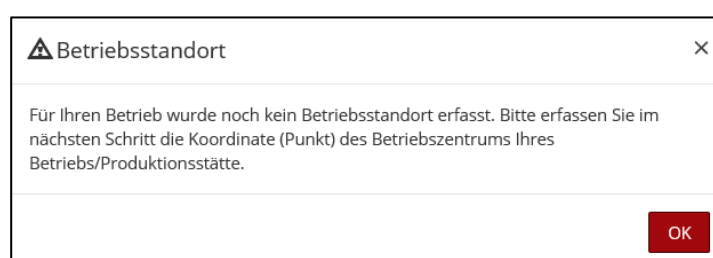 Betriebsstandort
Für Ihren Betrieb wurde noch kein Betriebsstandort erfasst. Bitte erfassen Sie im
nächsten Schritt die Koordinate (Punkt) des Betriebszentrums Ihres
Betriebs/Produktionsstätte.
OK